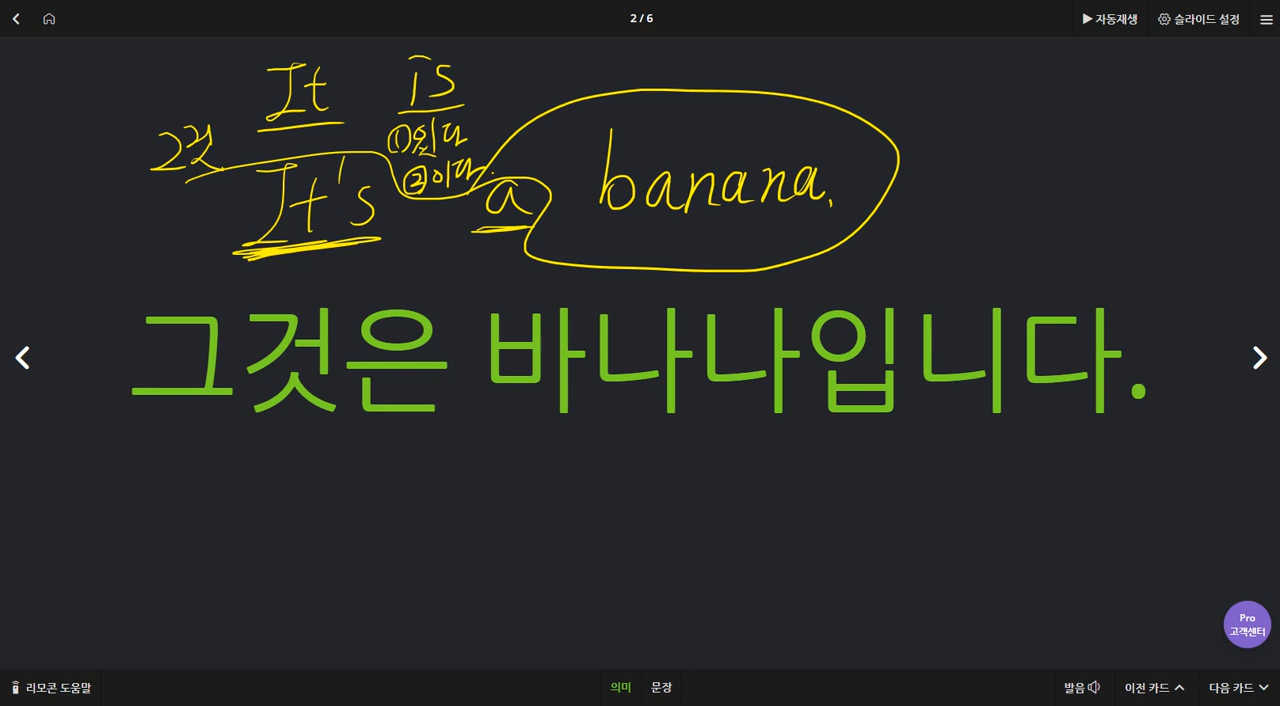 2 / 6
자동재생
슬라이드 설정
It is
① 있다
② 이다
It's a banana.
그것은 바나나입니다.
Pro
고객센터
리모콘 도움말
의미
문장
발음
이전 카드
다음 카드